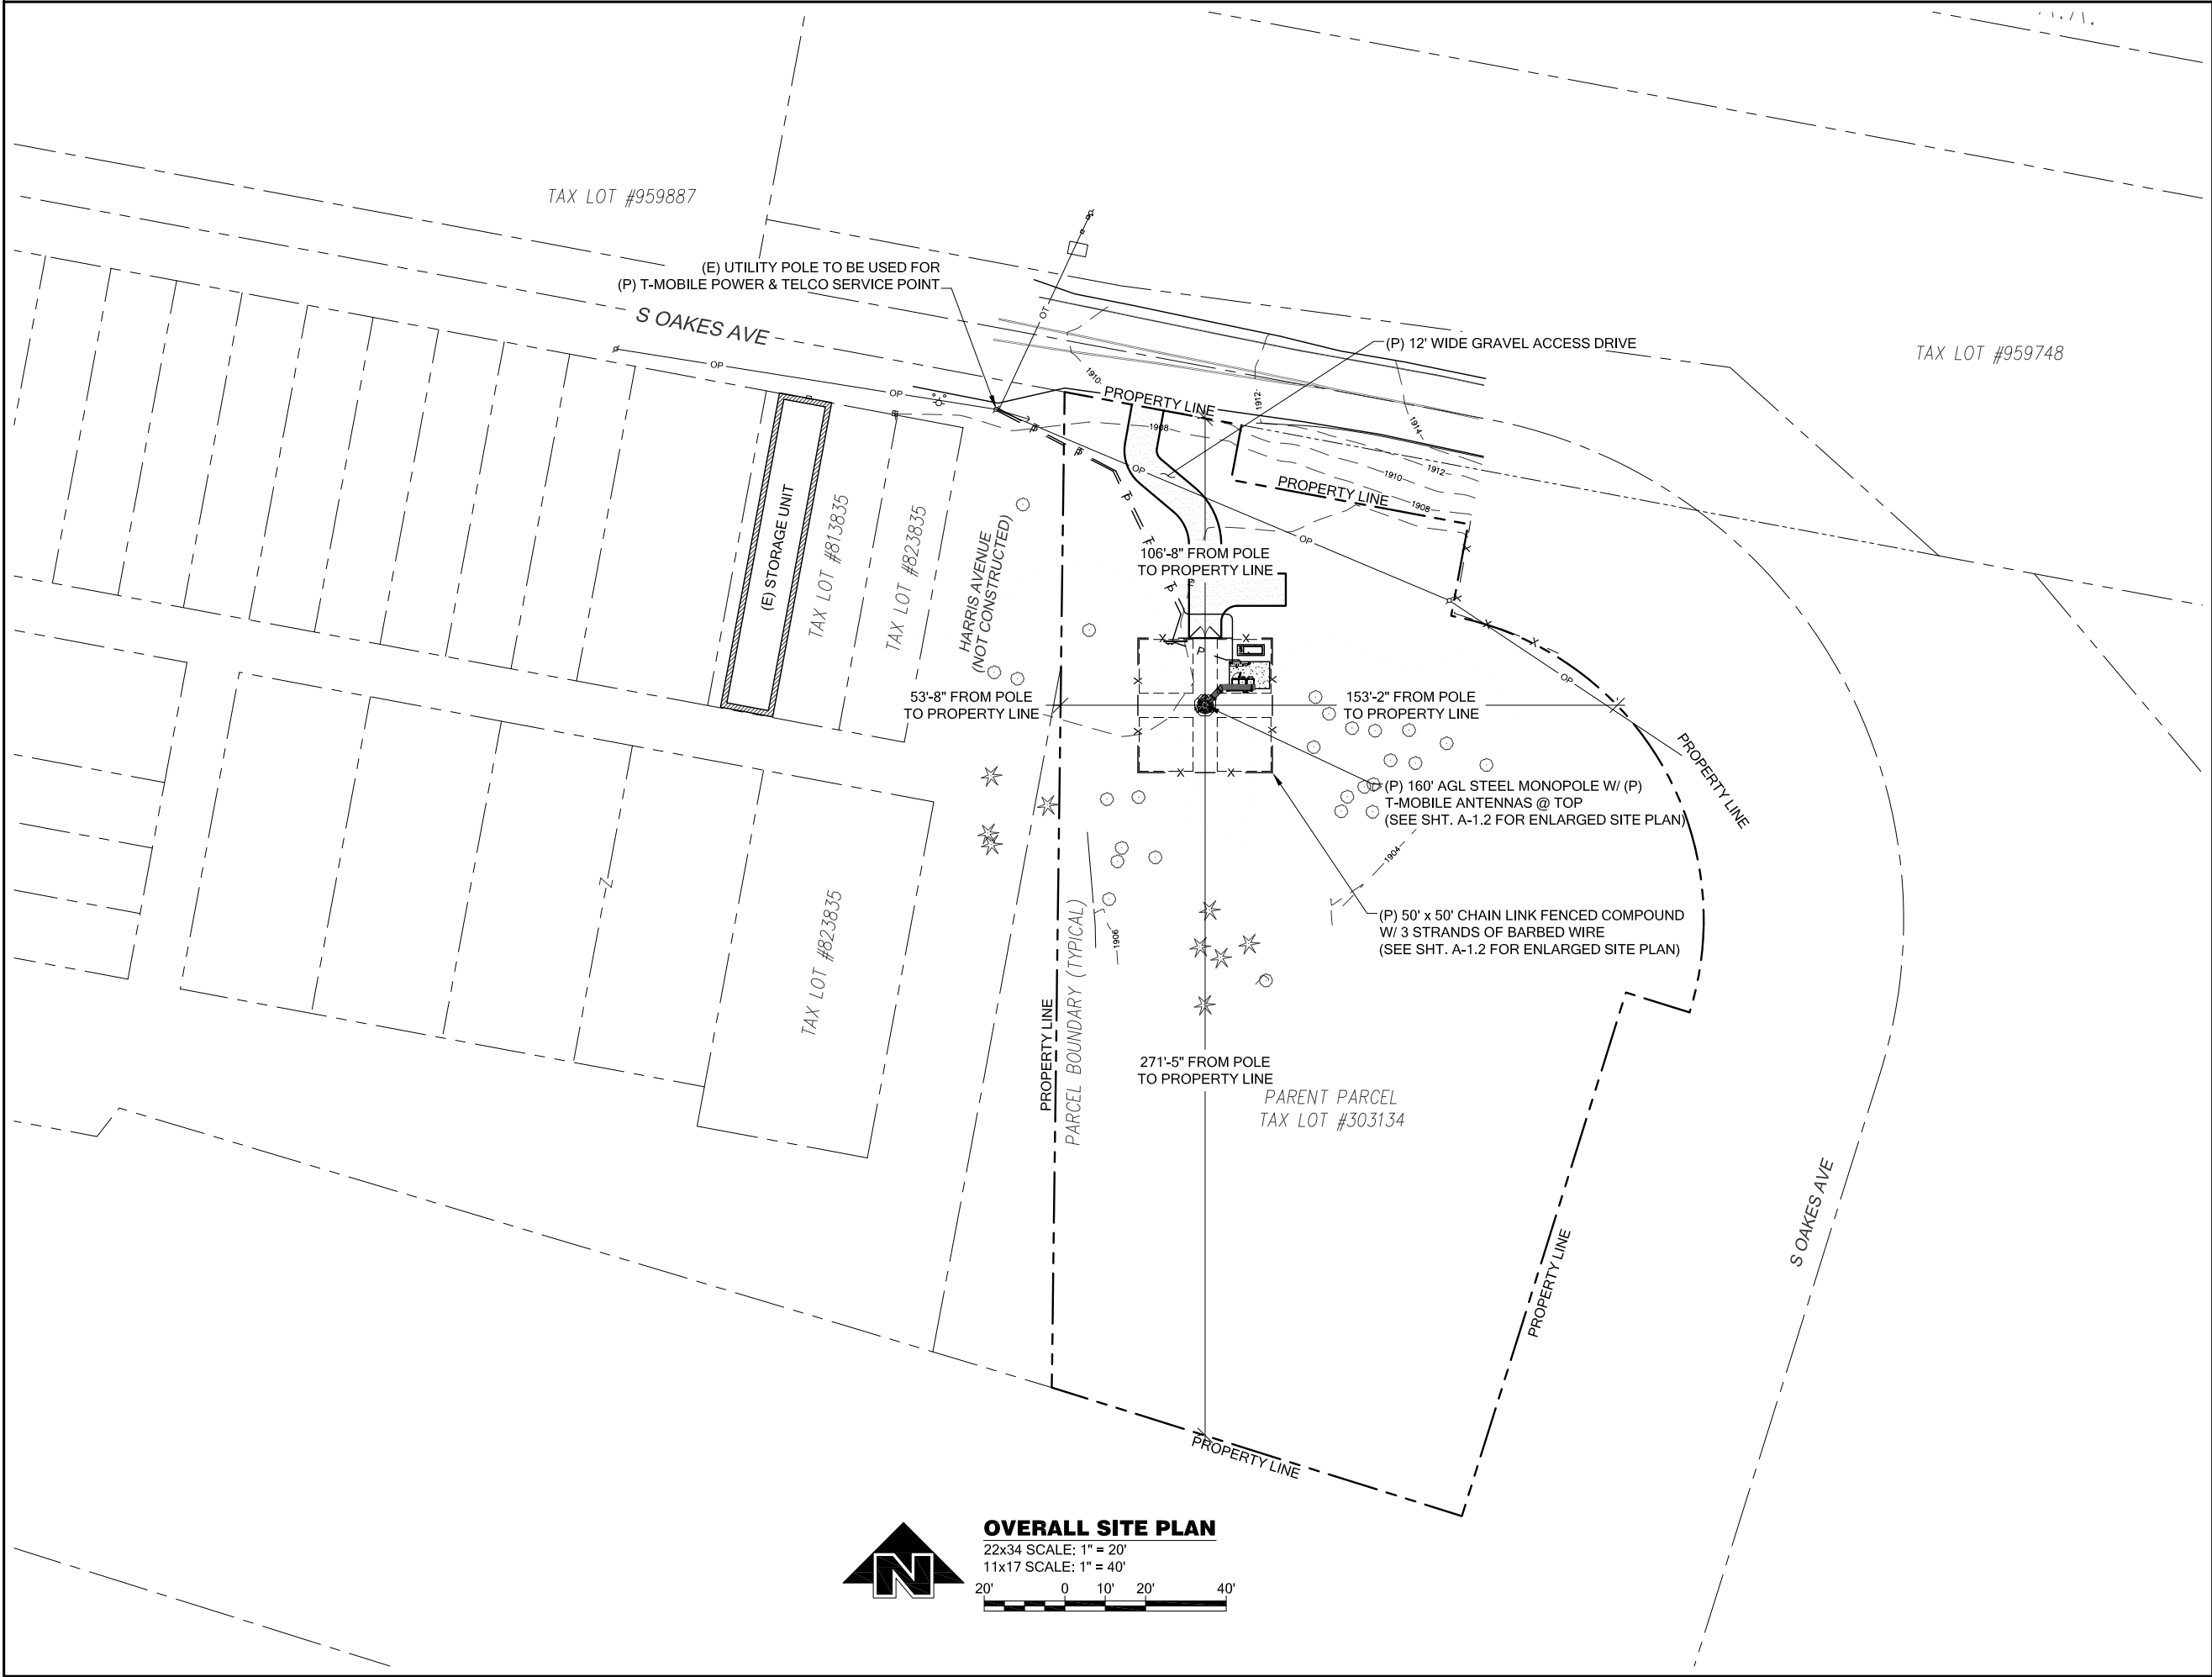 TAX LOT #959887
(E) UTILITY POLE TO BE USED FOR
(P) T-MOBILE POWER & TELCO SERVICE POINT
S OAKES AVE
OT
OP
OP
(P) 12' WIDE GRAVEL ACCESS DRIVE
TAX LOT #959748
1910
PROPERTY LINE
1912
1914
1908
OP
1912
1910
PROPERTY LINE
1908
(E) STORAGE UNIT
TAX LOT #813835
TAX LOT #823835
HARRIS AVENUE
(NOT CONSTRUCTED)
106'-8" FROM POLE
TO PROPERTY LINE
OP
P
OP
53'-8" FROM POLE
TO PROPERTY LINE
153'-2" FROM POLE
TO PROPERTY LINE
PROPERTY LINE
(P) 160' AGL STEEL MONOPOLE W/ (P)
T-MOBILE ANTENNAS @ TOP
(SEE SHT. A-1.2 FOR ENLARGED SITE PLAN)
1904
(P) 50' x 50' CHAIN LINK FENCED COMPOUND
W/ 3 STRANDS OF BARBED WIRE
(SEE SHT. A-1.2 FOR ENLARGED SITE PLAN)
1906
TAX LOT #823835
PROPERTY LINE
PARCEL BOUNDARY (TYPICAL)
271'-5" FROM POLE
TO PROPERTY LINE
PARENT PARCEL
TAX LOT #303134
PROPERTY LINE
S OAKES AVE
PROPERTY LINE
N
OVERALL SITE PLAN
22x34 SCALE: 1" = 20'
11x17 SCALE: 1" = 40'
20' 0 10' 20' 40'